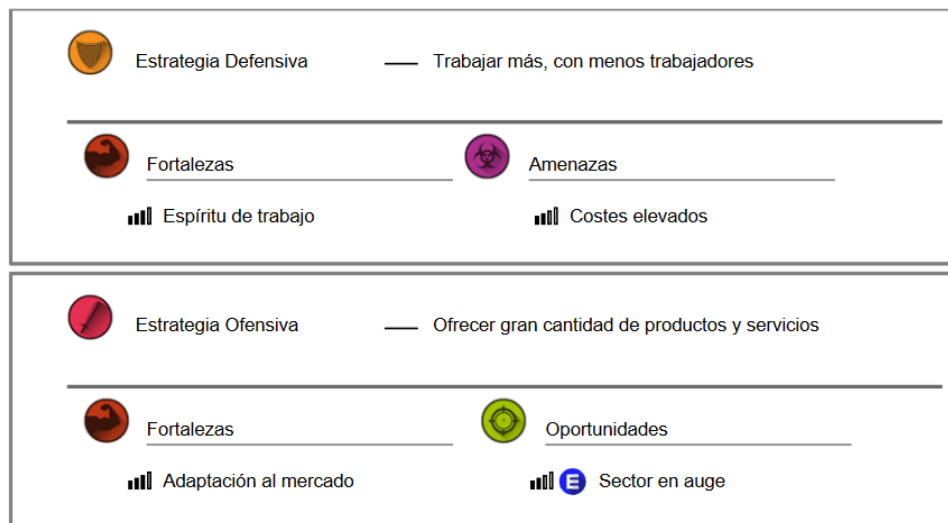 Estrategia Defensiva — Trabajar más, con menos trabajadores
Fortalezas Amenazas
Espíritu de trabajo Costes elevados
Estrategia Ofensiva — Ofrecer gran cantidad de productos y servicios
Fortalezas Oportunidades
Adaptación al mercado E Sector en auge